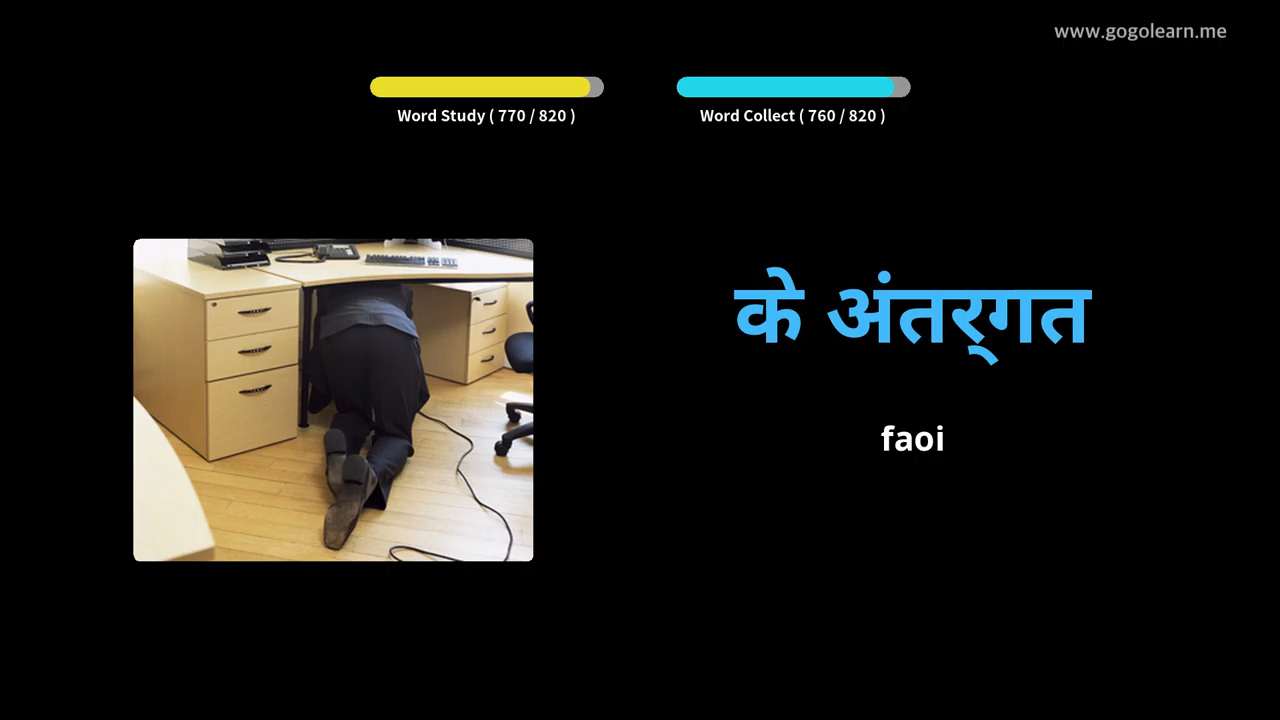 www.gogolearn.me
Word Study ( 770 / 820 )
Word Collect ( 760 / 820 )
के अंतर्‌गत
faoi